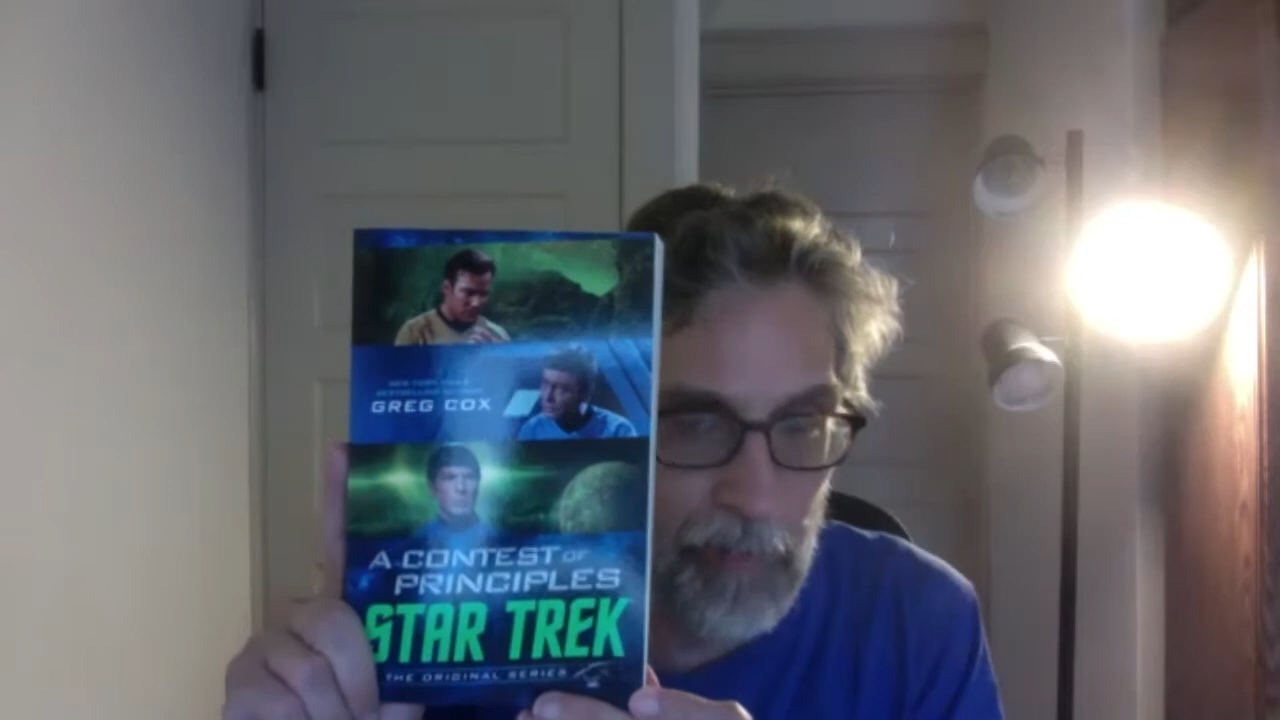 NEW YORK TIMES
BESTSELLING AUTHOR
GREG COX
A CONTEST OF
PRINCIPLES
STAR TREK
THE ORIGINAL SERIES